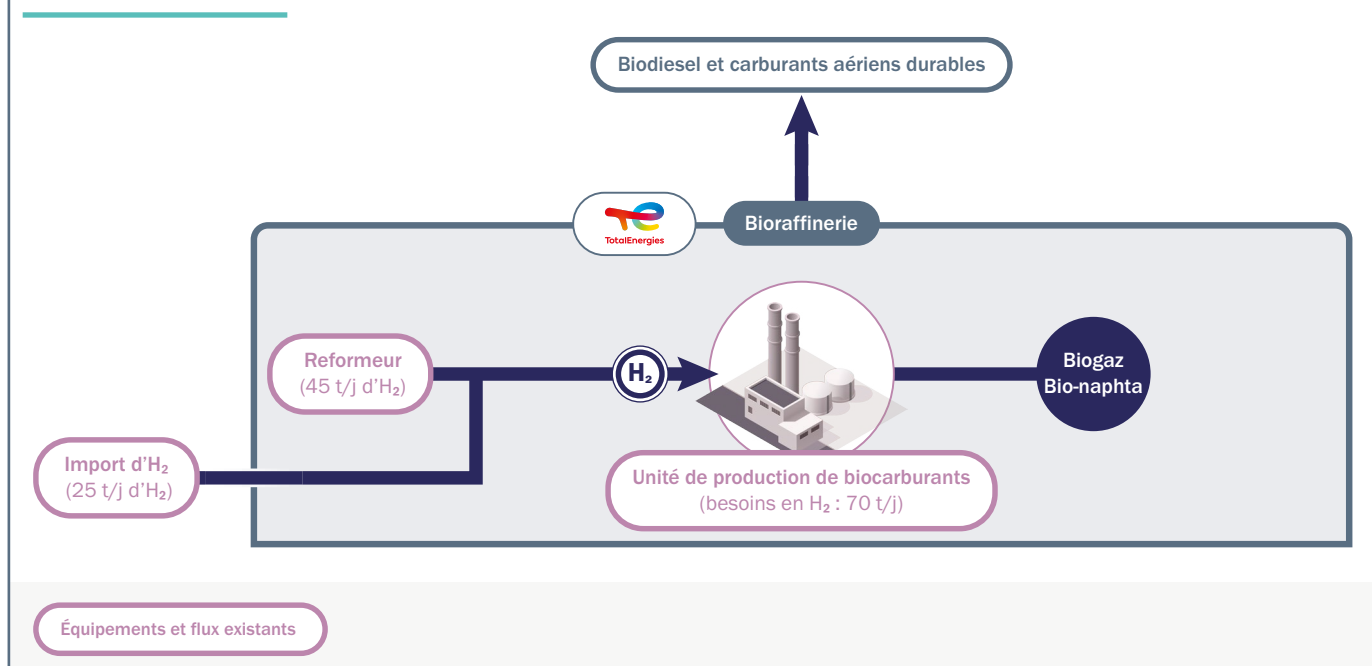 Biodiesel et carburants aériens durables
TotalEnergies
Bioraffinerie
Reformeur
(45 t/j d’H₂)
H₂
Biogaz
Bio-naphta
Import d’H₂
(25 t/j d’H₂)
Unité de production de biocarburants
(besoins en H₂ : 70 t/j)
Équipements et flux existants